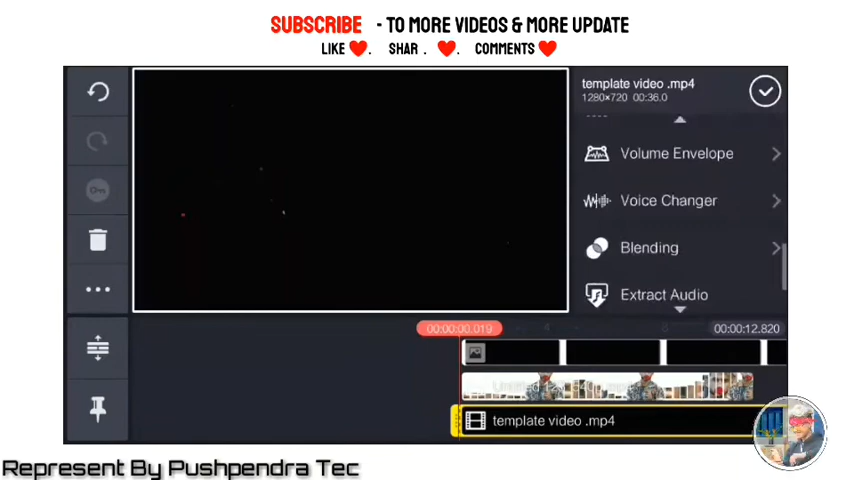 SUBSCRIBE - TO MORE VIDEOS & MORE UPDATE
LIKE ❤. SHAR . ❤. COMMENTS ❤
template video .mp4
1280×720 00:36.0
Volume Envelope
Voice Changer
Blending
Extract Audio
00:00:00.019
00:00:12.820
template video .mp4
Represent By Pushpendra Tec